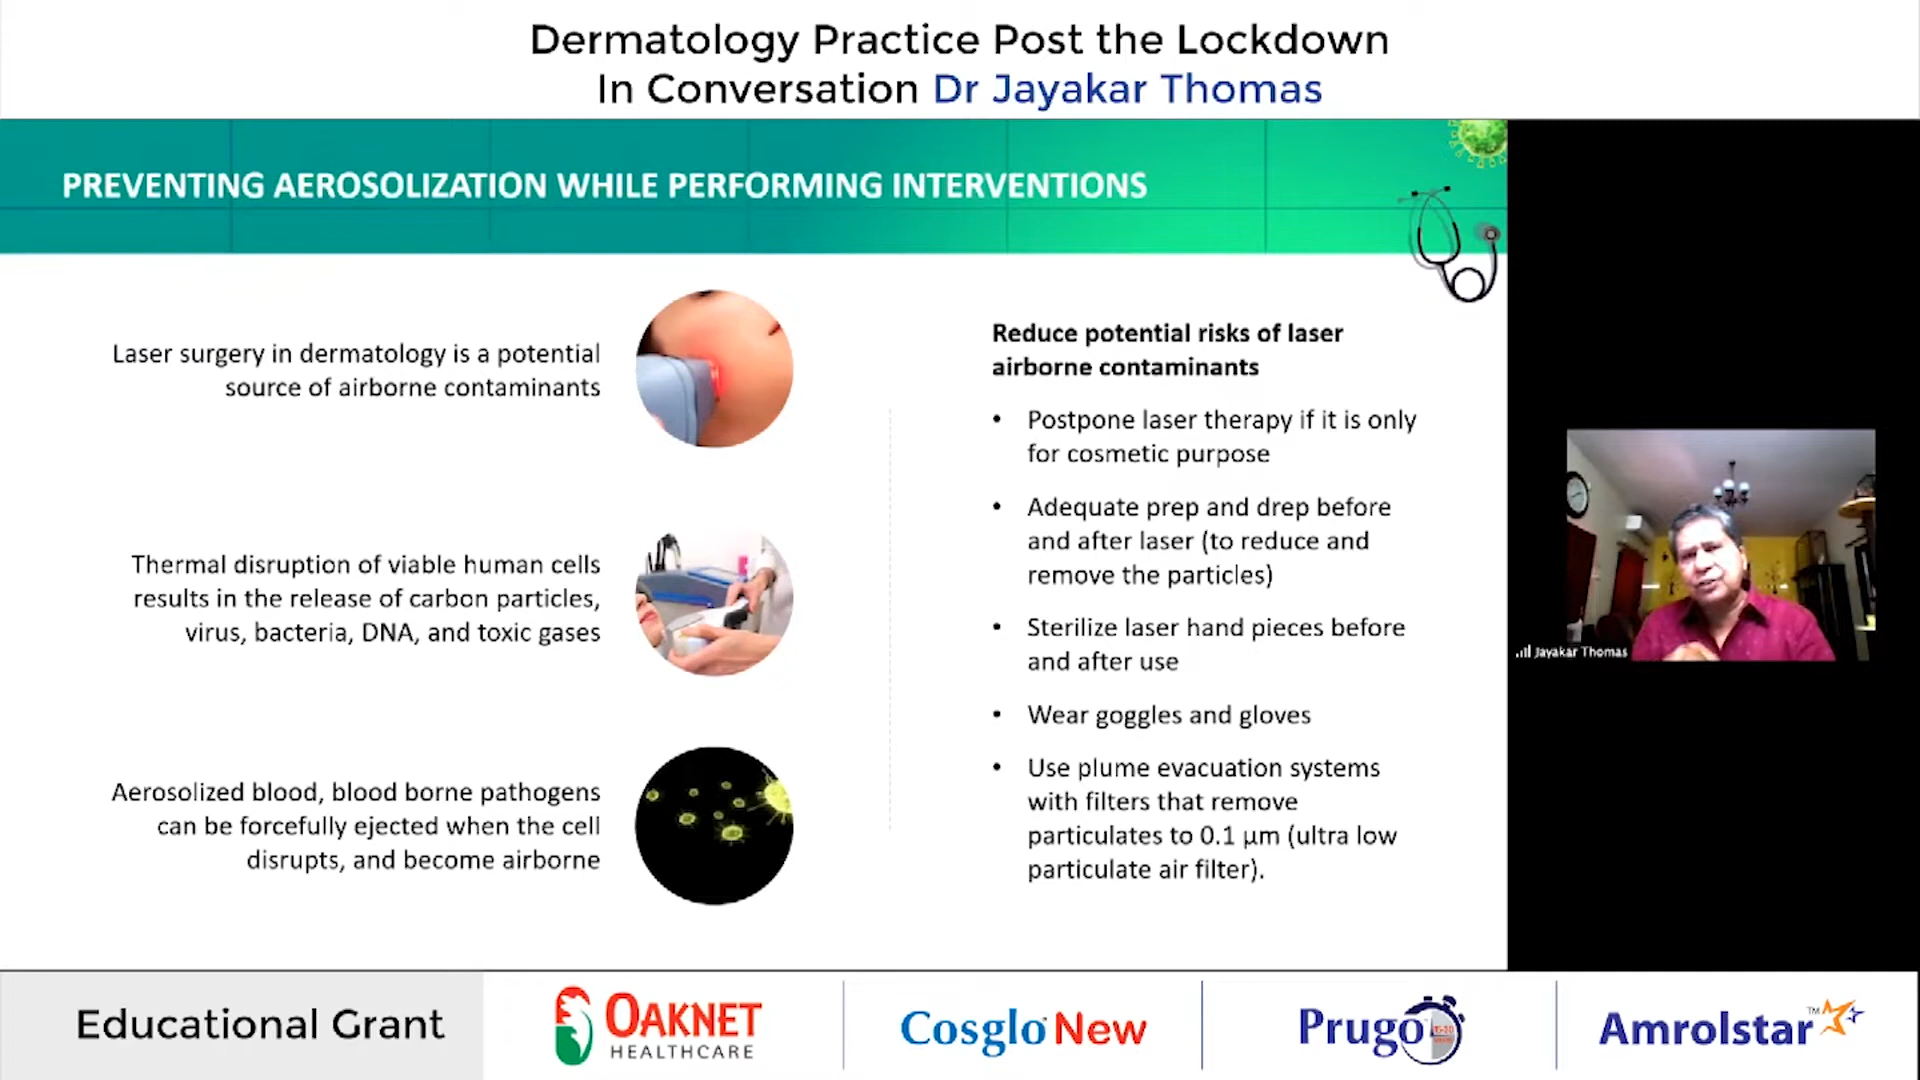 Dermatology Practice Post the Lockdown
In Conversation Dr Jayakar Thomas
PREVENTING AEROSOLIZATION WHILE PERFORMING INTERVENTIONS
Laser surgery in dermatology is a potential
source of airborne contaminants
Thermal disruption of viable human cells
results in the release of carbon particles,
virus, bacteria, DNA, and toxic gases
Aerosolized blood, blood borne pathogens
can be forcefully ejected when the cell
disrupts, and become airborne
Reduce potential risks of laser
airborne contaminants
• Postpone laser therapy if it is only
for cosmetic purpose
• Adequate prep and drep before
and after laser (to reduce and
remove the particles)
• Sterilize laser hand pieces before
and after use
• Wear goggles and gloves
• Use plume evacuation systems
with filters that remove
particulates to 0.1 µm (ultra low
particulate air filter).
Jayakar Thomas
Educational Grant
OAKNET
HEALTHCARE
Cosglo New
Prugo
Amrolstar™